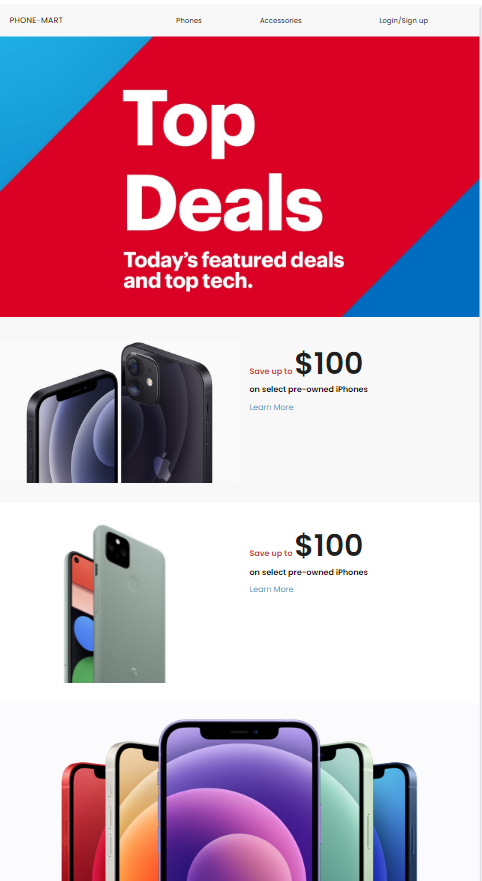 PHONE-MART Phones Accessories Login/Sign up
Top
Deals
Today's featured deals
and top tech.
Save up to $100
on select pre-owned iPhones
Learn More
Save up to $100
on select pre-owned iPhones
Learn More